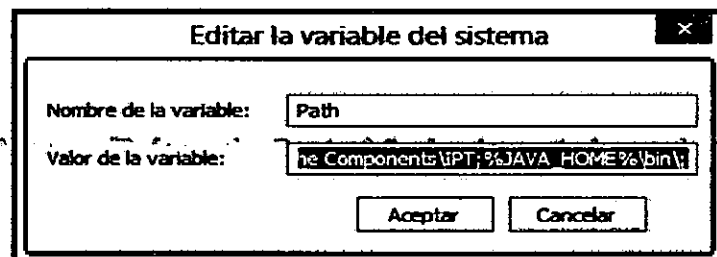 Editar la variable del sistema
Nombre de la variable: Path
Valor de la variable: he Components\iPT;%JAVA_HOME%\bin\;
Aceptar Cancelar